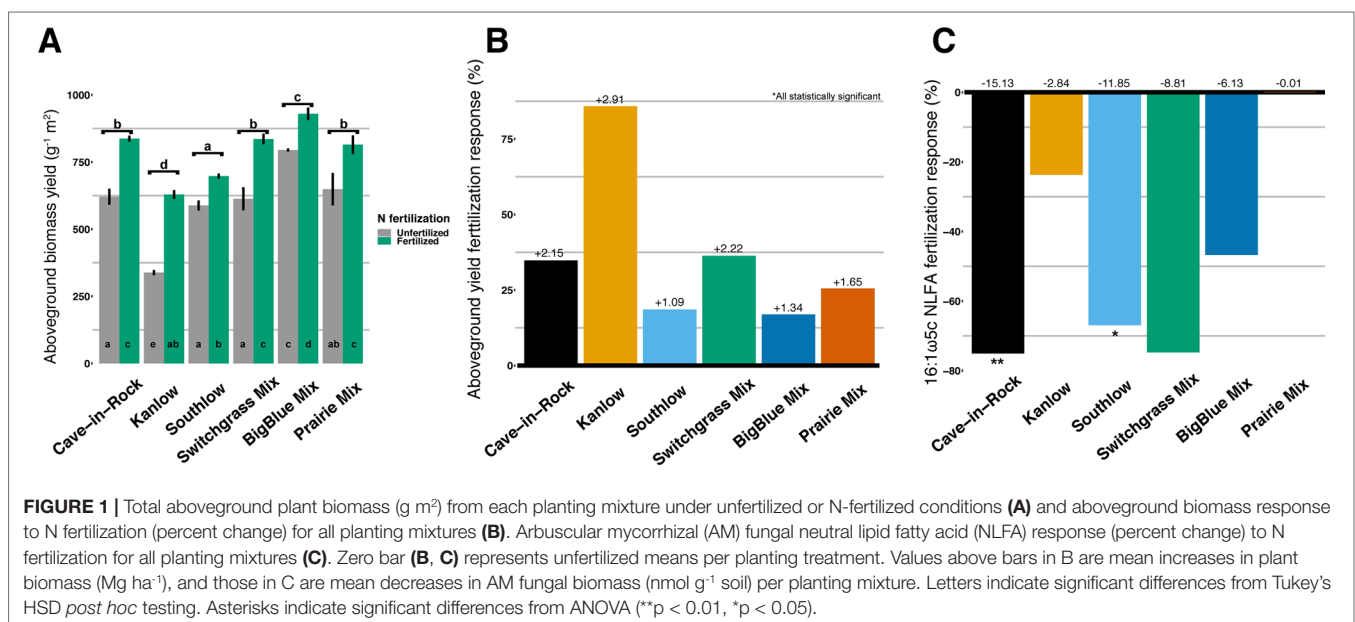 A
Aboveground biomass yield (g⁻¹ m²)
1000
750
500
250
0
b
d
a
b
c
b
a c e ab a b a c c d ab c
N fertilization
Unfertilized
Fertilized
Cave–in–Rock
Kanlow
Southlow
Switchgrass Mix
BigBlue Mix
Prairie Mix
B
Aboveground yield ferttilization response (%)
*All statistically significant
75
50
25
0
+2.15
+2.91
+1.09
+2.22
+1.34
+1.65
Cave–in–Rock
Kanlow
Southlow
Switchgrass Mix
BigBlue Mix
Prairie Mix
C
16:1ω5c NLFA fertilization response (%)
-15.13 -2.84 -11.85 -8.81 -6.13 -0.01
0
−20
−40
−60
−80
**
*
Cave–in–Rock
Kanlow
Southlow
Switchgrass Mix
BigBlue Mix
Prairie Mix
FIGURE 1 | Total aboveground plant biomass (g m²) from each planting mixture under unfertilized or N-fertilized conditions (A) and aboveground biomass response
to N fertilization (percent change) for all planting mixtures (B). Arbuscular mycorrhizal (AM) fungal neutral lipid fatty acid (NLFA) response (percent change) to N
fertilization for all planting mixtures (C). Zero bar (B, C) represents unfertilized means per planting treatment. Values above bars in B are mean increases in plant
biomass (Mg ha⁻¹), and those in C are mean decreases in AM fungal biomass (nmol g⁻¹ soil) per planting mixture. Letters indicate significant differences from Tukey's
HSD post hoc testing. Asterisks indicate significant differences from ANOVA (**p < 0.01, *p < 0.05).